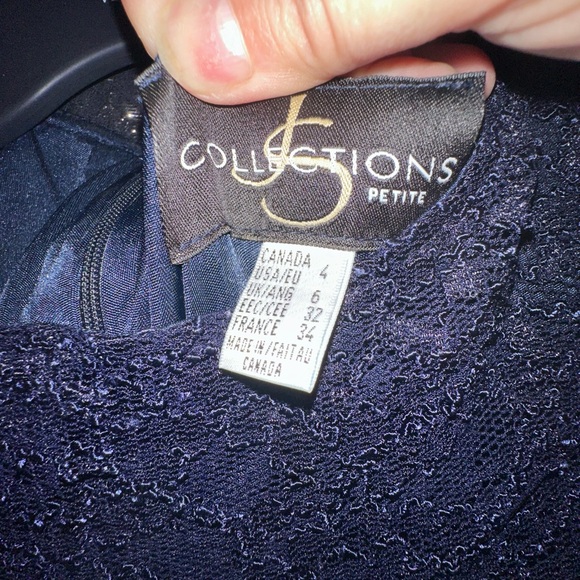 JS
COLLECTIONS
PETITE
CANADA
USA/EU 4
UK/ANG 6
EEC/CEE 32
FRANCE 34
MADE IN/FAIT AU
CANADA